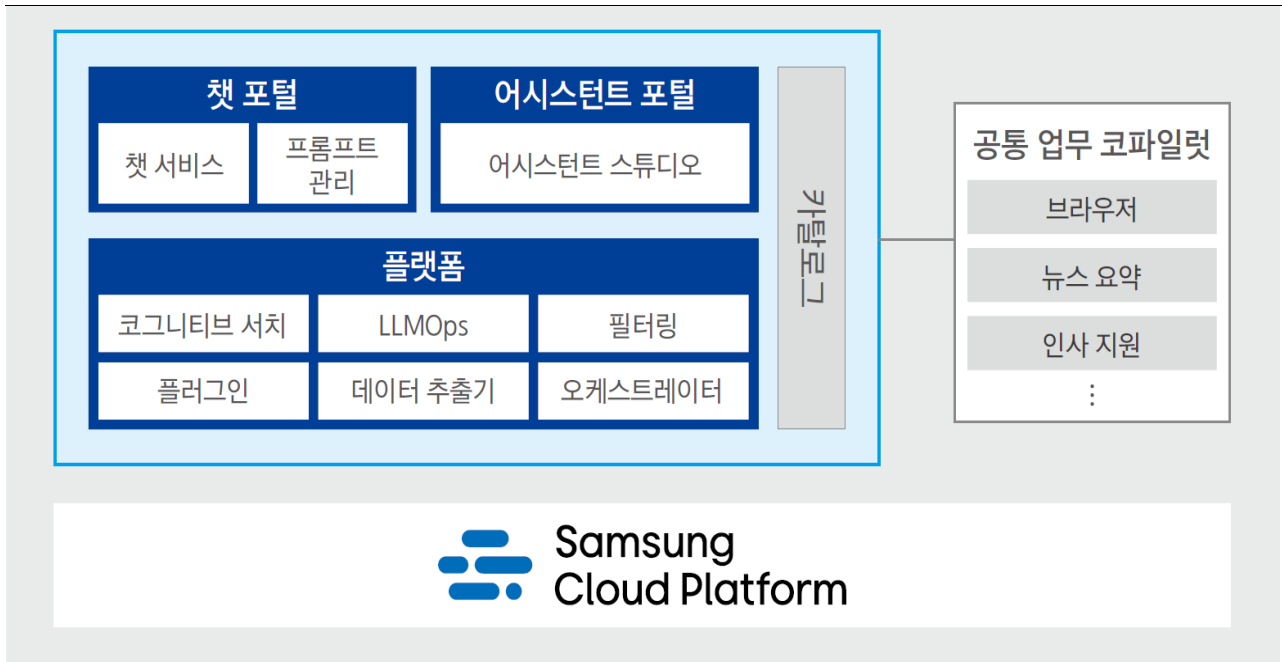 챗 포털
챗 서비스
프롬프트
관리
어시스턴트 포털
어시스턴트 스튜디오
플랫폼
코그니티브 서치
LLMOps
필터링
플러그인
데이터 추출기
오케스트레이터
카탈로그
공통 업무 코파일럿
브라우저
뉴스 요약
인사 지원
⋮
Samsung
Cloud Platform